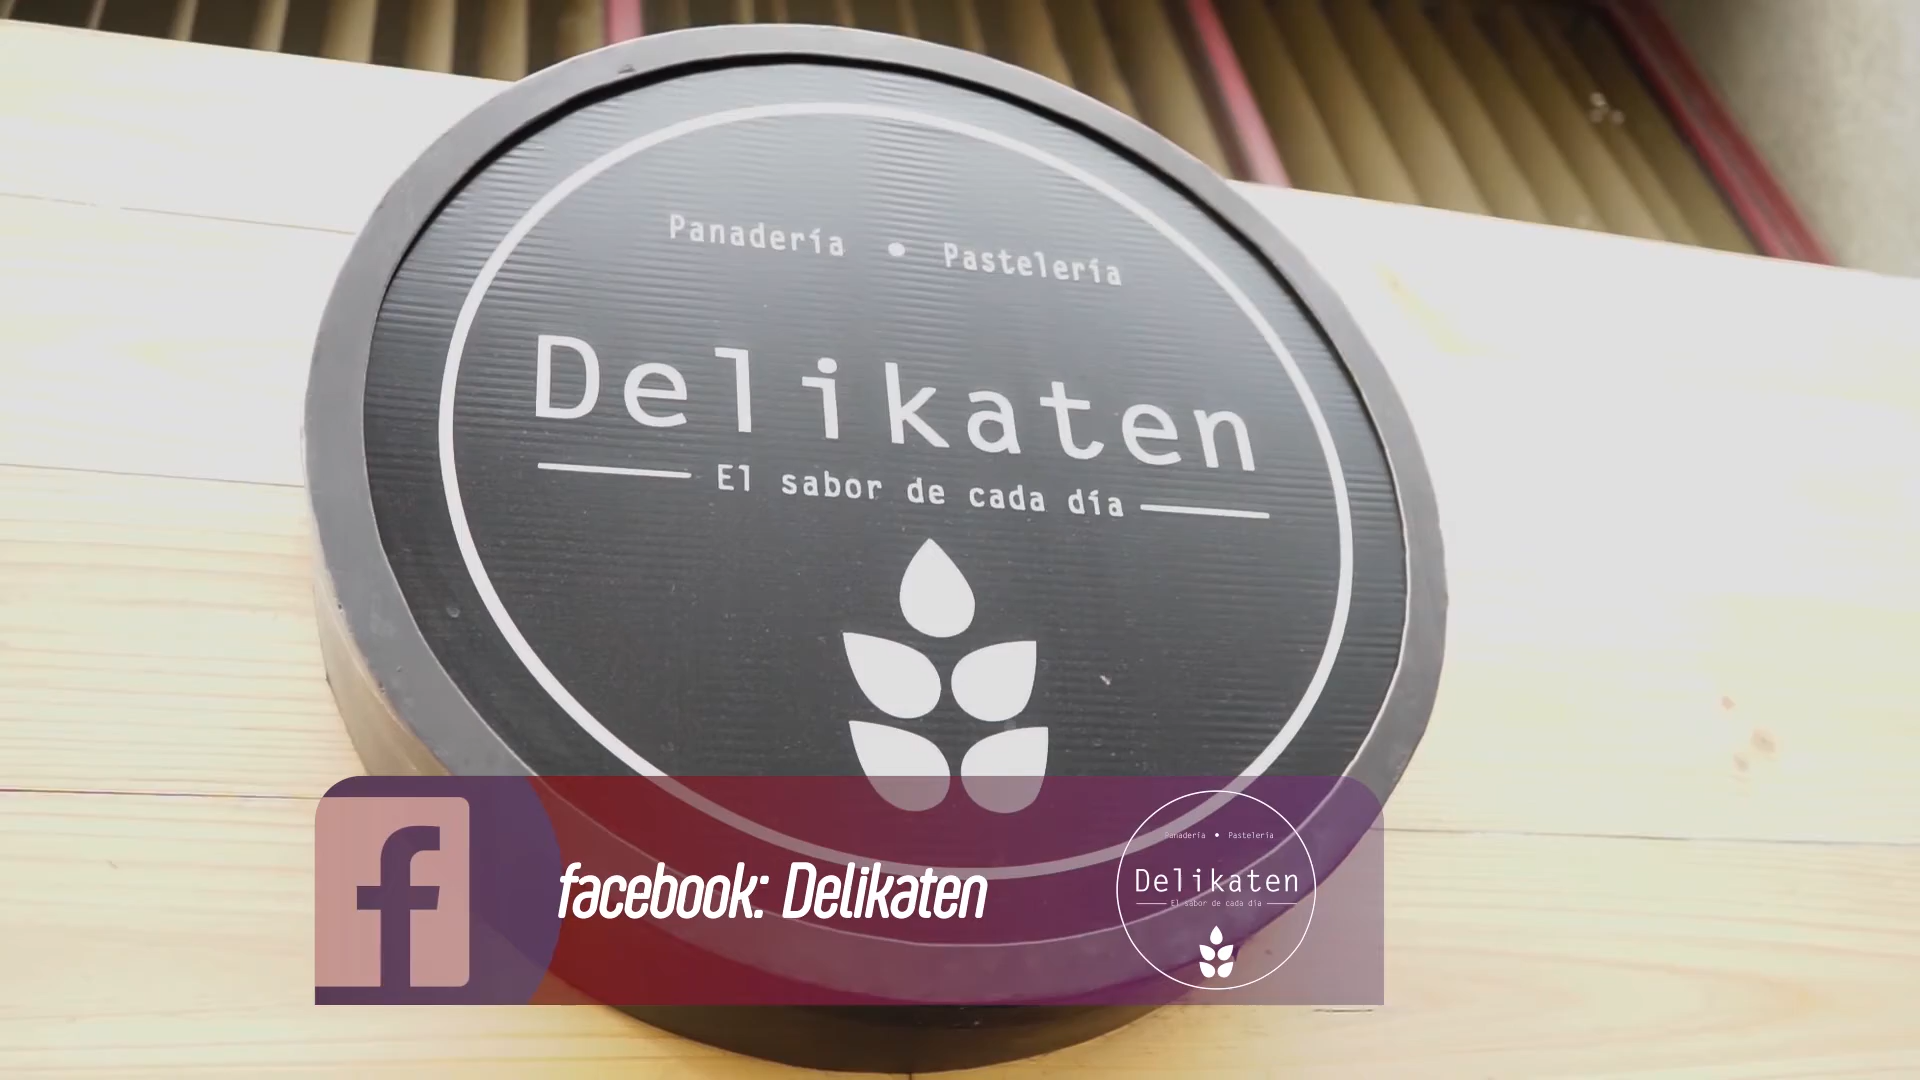 Panadería • Pastelería
Delikaten
El sabor de cada día
facebook: Delikaten
Panadería • Pastelería
Delikaten
El sabor de cada día